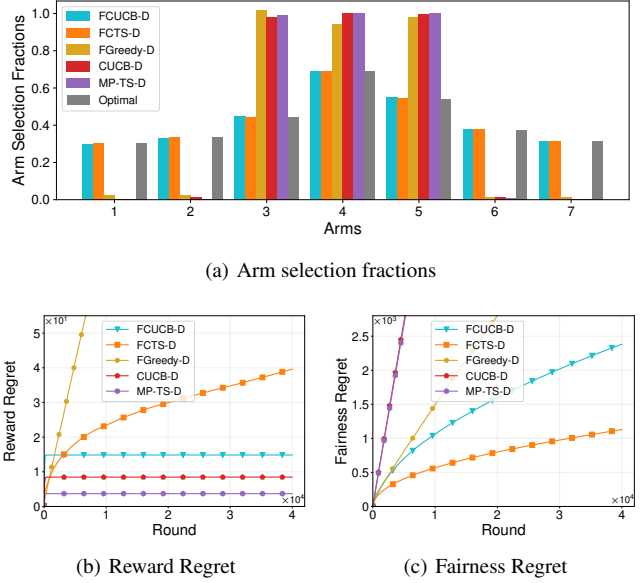 1.0
0.8
0.6
0.4
0.2
0.0
Arm Selection Fractions
FCUCB-D
FCTS-D
FGreedy-D
CUCB-D
MP-TS-D
Optimal
1 2 3 4 5 6 7
Arms
(a) Arm selection fractions
×10¹
5
4
3
2
1
0
Reward Regret
FCUCB-D
FCTS-D
FGreedy-D
CUCB-D
MP-TS-D
0 1 2 3 4
×10⁴
Round
(b) Reward Regret
×10³
2.5
2
1.5
1
0.5
0
Fairness Regret
FCUCB-D
FCTS-D
FGreedy-D
CUCB-D
MP-TS-D
0 1 2 3 4
×10⁴
Round
(c) Fairness Regret